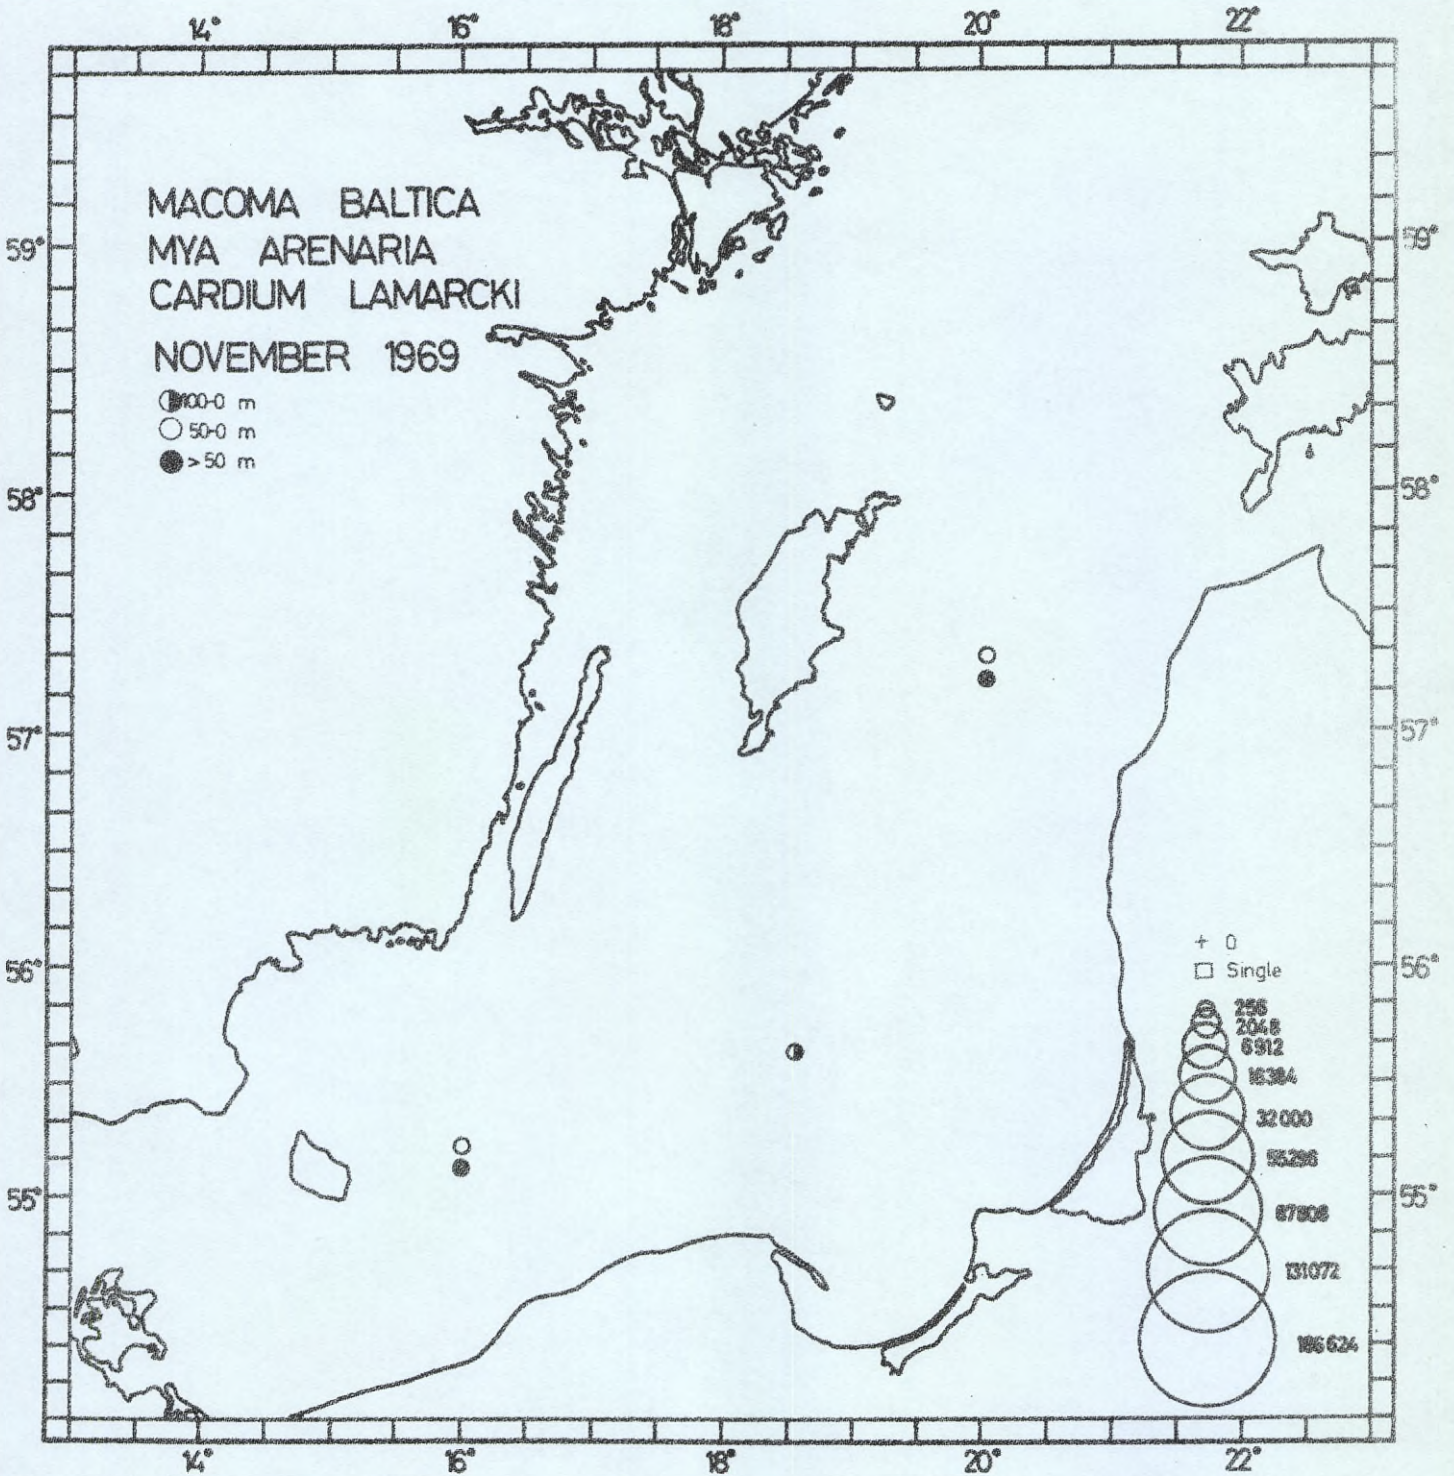 14° 16° 18° 20° 22°
MACOMA BALTICA
MYA ARENARIA
CARDIUM LAMARCKI
NOVEMBER 1969
100-0 m
50-0 m
>50 m
59° 59°
58° 58°
57° 57°
56° 56°
55° 55°
+ 0
Single
256
2048
6912
16384
32000
55296
87808
131072
186624
14° 16° 18° 20° 22°